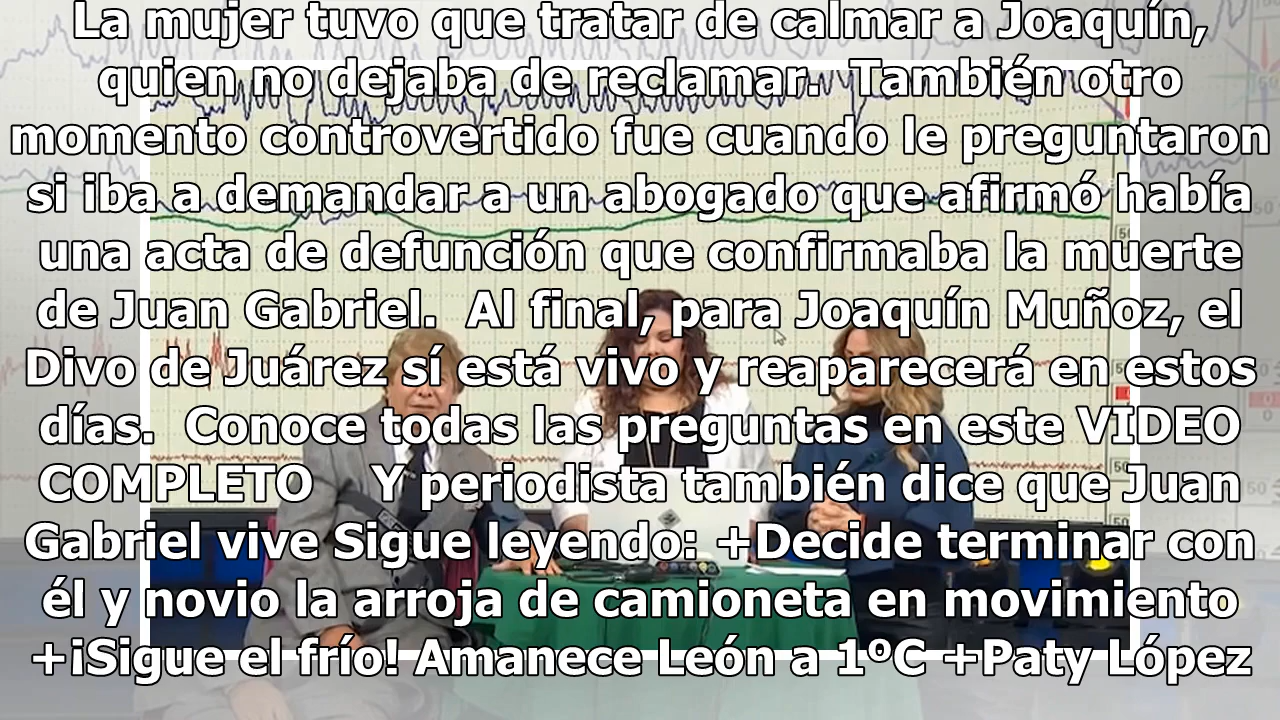 La mujer tuvo que tratar de calmar a Joaquín,
quien no dejaba de reclamar.  También otro
momento controvertido fue cuando le preguntaron
si iba a demandar a un abogado que afirmó había
una acta de defunción que confirmaba la muerte
de Juan Gabriel.  Al final, para Joaquín Muñoz, el
Divo de Juárez sí está vivo y reaparecerá en estos
días.  Conoce todas las preguntas en este VIDEO
COMPLETO    Y periodista también dice que Juan
Gabriel vive Sigue leyendo: +Decide terminar con
él y novio la arroja de camioneta en movimiento
+¡Sigue el frío! Amanece León a 1ºC +Paty López